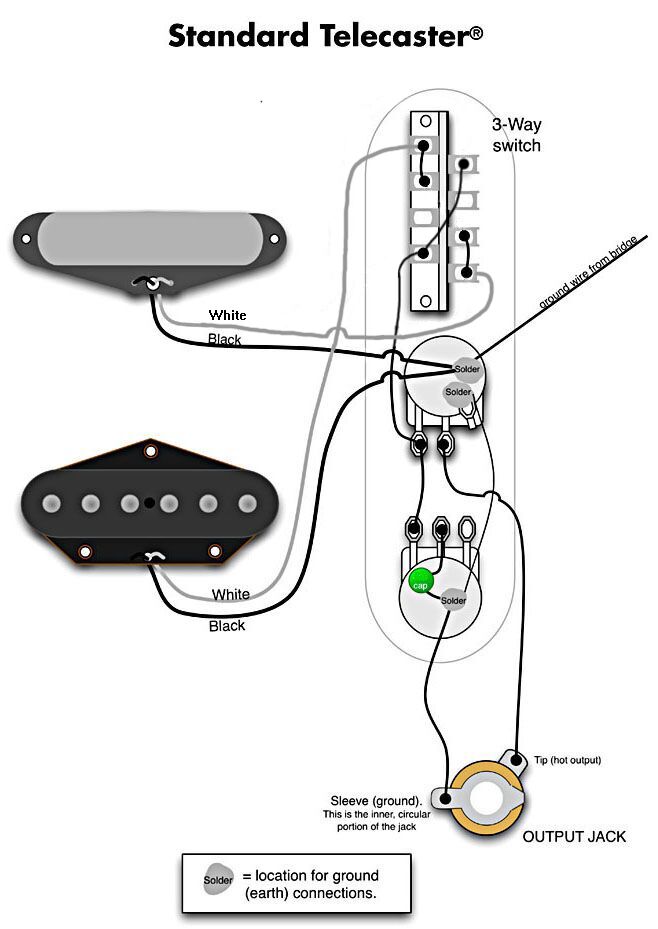 Standard Telecaster®
3-Way
switch
ground wire from bridge
White
Black
Solder
Solder
White
Black
cap
Solder
Tip (hot output)
Sleeve (ground).
This is the inner, circular
portion of the jack
OUTPUT JACK
Solder = location for ground
(earth) connections.